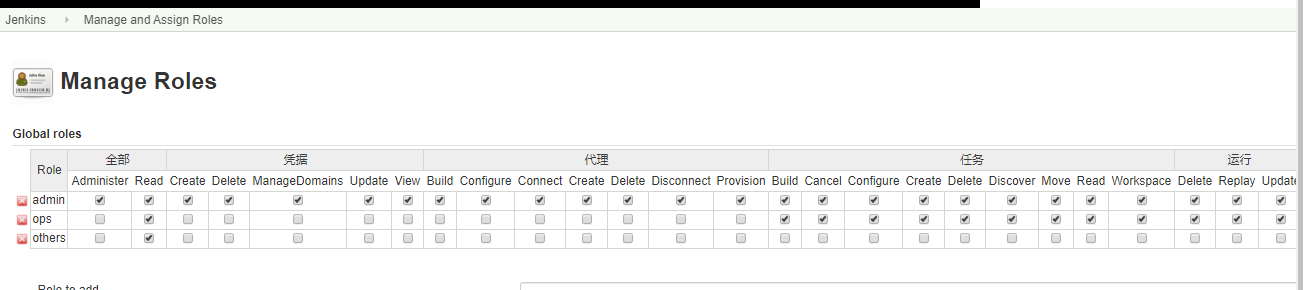 Jenkins Manage and Assign Roles
Manage Roles
Global roles
Role 全部 凭据 代理 任务 运行
Administer Read Create Delete ManageDomains Update View Build Configure Connect Create Delete Disconnect Provision Build Cancel Configure Create Delete Discover Move Read Workspace Delete Replay Update
admin
ops
others
Role to add